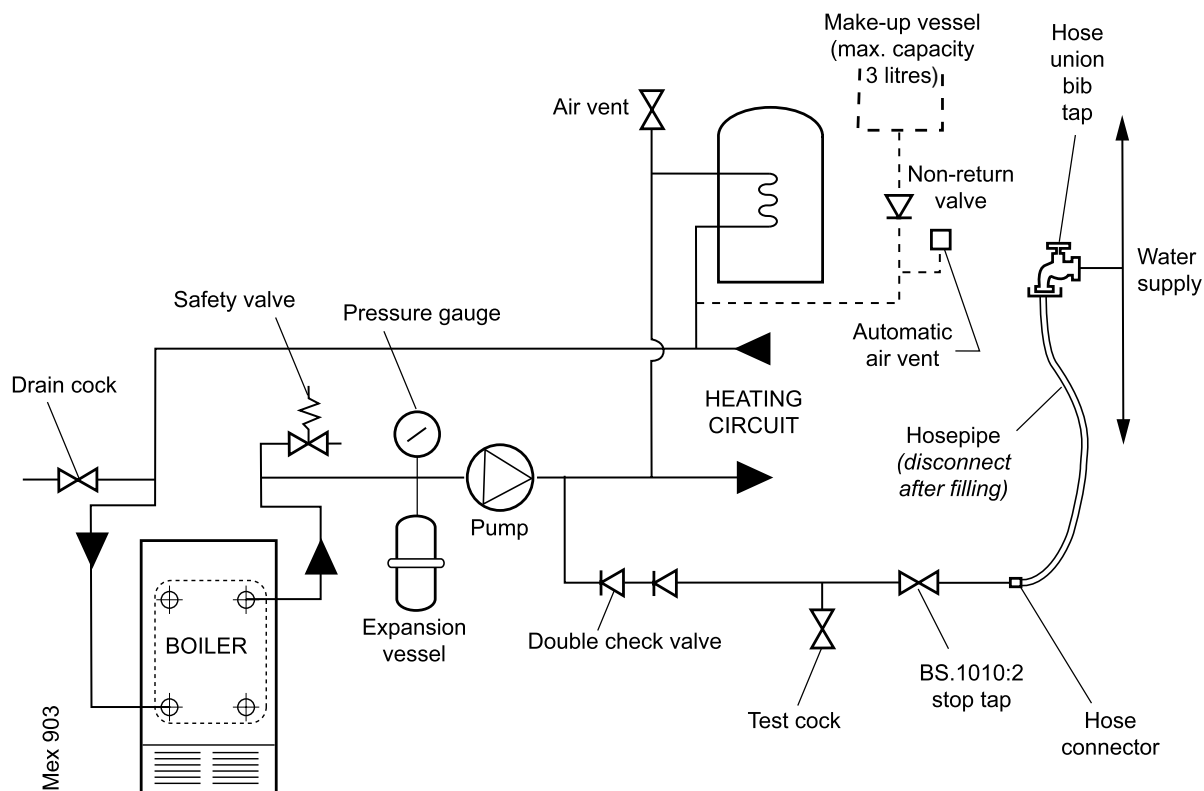 Make-up vessel
(max. capacity
3 litres)
Hose
union
bib
tap
Air vent
Non-return
valve
Water
supply
Safety valve
Pressure gauge
Automatic
air vent
Drain cock
HEATING
CIRCUIT
Hosepipe
(disconnect
after filling)
Pump
Expansion
vessel
Double check valve
BOILER
BS.1010:2
stop tap
Test cock
Hose
connector
Mex 903